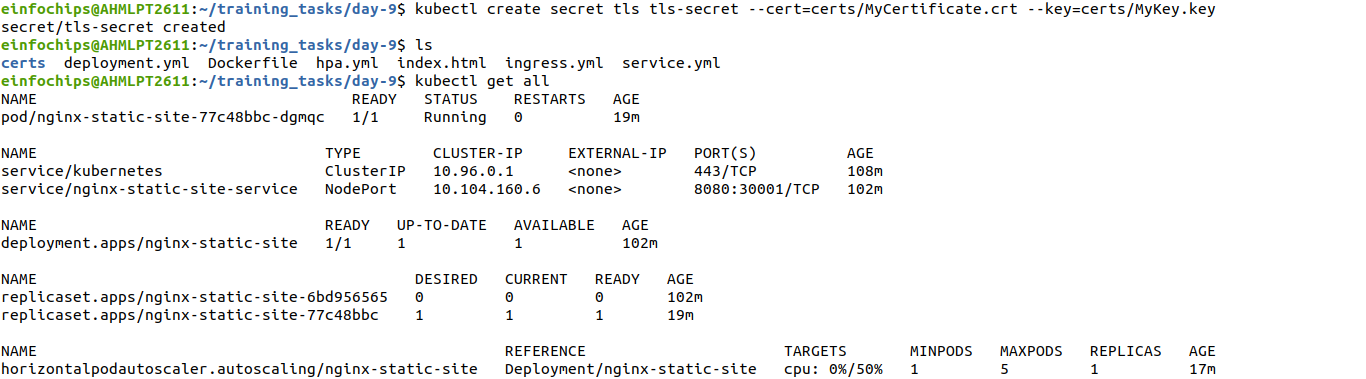 einfochips@AHMLPT2611:~/training_tasks/day-9$ kubectl create secret tls tls-secret --cert=certs/MyCertificate.crt --key=certs/MyKey.key
secret/tls-secret created
einfochips@AHMLPT2611:~/training_tasks/day-9$ ls
certs  deployment.yml  Dockerfile  hpa.yml  index.html  ingress.yml  service.yml
einfochips@AHMLPT2611:~/training_tasks/day-9$ kubectl get all
NAME                                   READY   STATUS    RESTARTS   AGE
pod/nginx-static-site-77c48bbc-dgmqc   1/1     Running   0          19m

NAME                                TYPE        CLUSTER-IP     EXTERNAL-IP   PORT(S)          AGE
service/kubernetes                  ClusterIP   10.96.0.1      <none>        443/TCP          108m
service/nginx-static-site-service   NodePort    10.104.160.6   <none>        8080:30001/TCP   102m

NAME                                READY   UP-TO-DATE   AVAILABLE   AGE
deployment.apps/nginx-static-site   1/1     1            1           102m

NAME                                          DESIRED   CURRENT   READY   AGE
replicaset.apps/nginx-static-site-6bd956565   0         0         0       102m
replicaset.apps/nginx-static-site-77c48bbc    1         1         1       19m

NAME                                                    REFERENCE                      TARGETS       MINPODS   MAXPODS   REPLICAS   AGE
horizontalpodautoscaler.autoscaling/nginx-static-site   Deployment/nginx-static-site   cpu: 0%/50%   1         5         1          17m